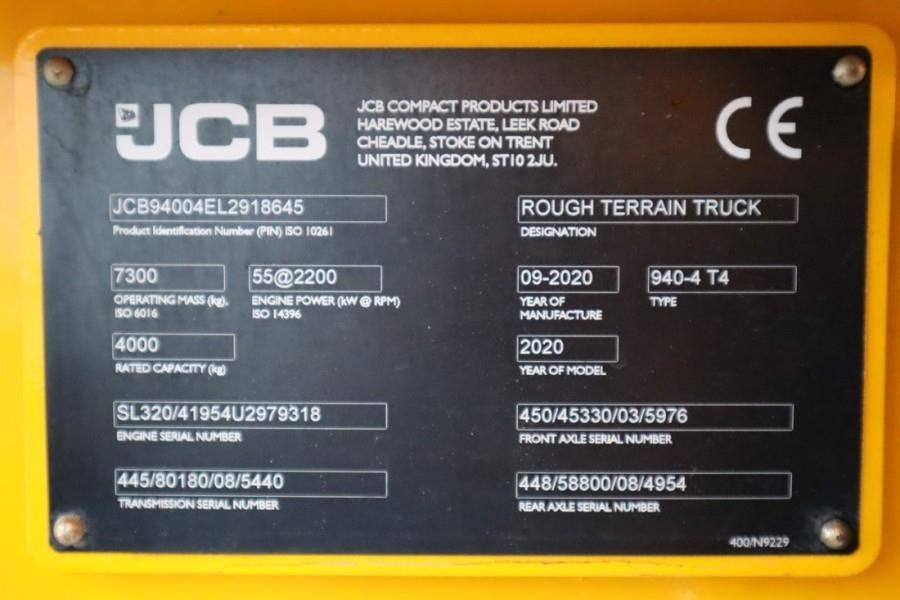 JCB
JCB COMPACT PRODUCTS LIMITED
HAREWOOD ESTATE, LEEK ROAD
CHEADLE, STOKE ON TRENT
UNITED KINGDOM, ST10 2JU.
CE
JCB94004EL2918645
Product Identification Number (PIN) ISO 10261
ROUGH TERRAIN TRUCK
DESIGNATION
7300
OPERATING MASS (kg),
ISO 6016
55@2200
ENGINE POWER (kW @ RPM)
ISO 14396
09-2020
YEAR OF
MANUFACTURE
940-4 T4
TYPE
4000
RATED CAPACITY (kg)
2020
YEAR OF MODEL
SL320/41954U2979318
ENGINE SERIAL NUMBER
450/45330/03/5976
FRONT AXLE SERIAL NUMBER
445/80180/08/5440
TRANSMISSION SERIAL NUMBER
448/58800/08/4954
REAR AXLE SERIAL NUMBER
400/N9229